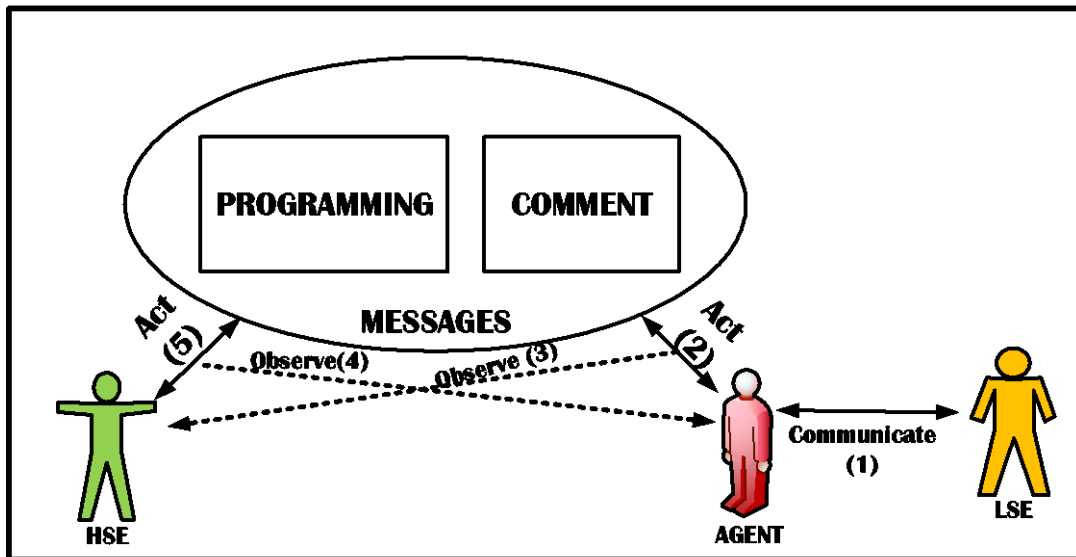 PROGRAMMING
COMMENT
MESSAGES
Act
(5)
Act
(2)
Observe(4)
Observe (3)
Communicate
(1)
HSE
AGENT
LSE